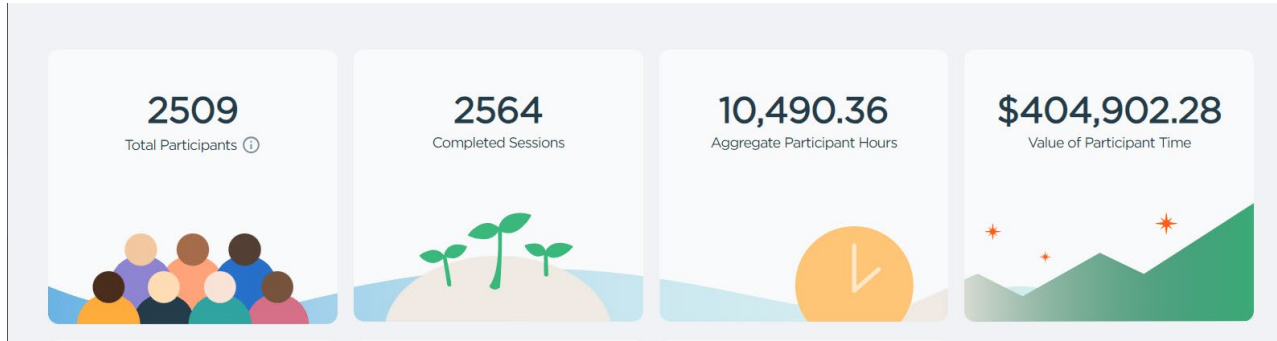 2509
Total Participants
2564
Completed Sessions
10,490.36
Aggregate Participant Hours
$404,902.28
Value of Participant Time